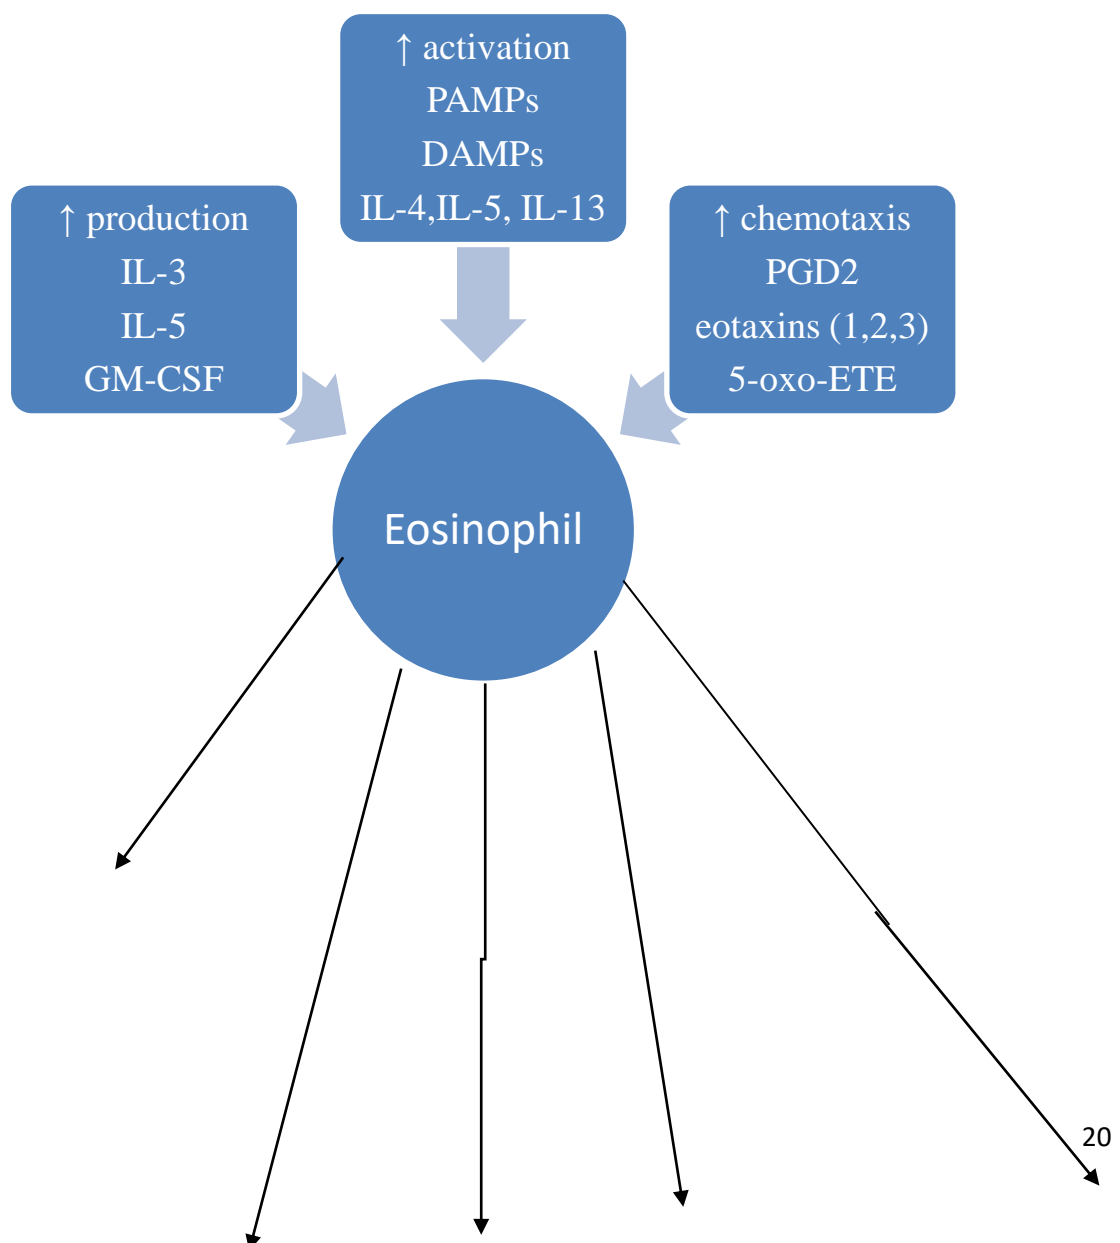 ↑ activation
PAMPs
DAMPs
IL-4,IL-5, IL-13
↑ production
IL-3
IL-5
GM-CSF
↑ chemotaxis
PGD2
eotaxins (1,2,3)
5-oxo-ETE
Eosinophil
20